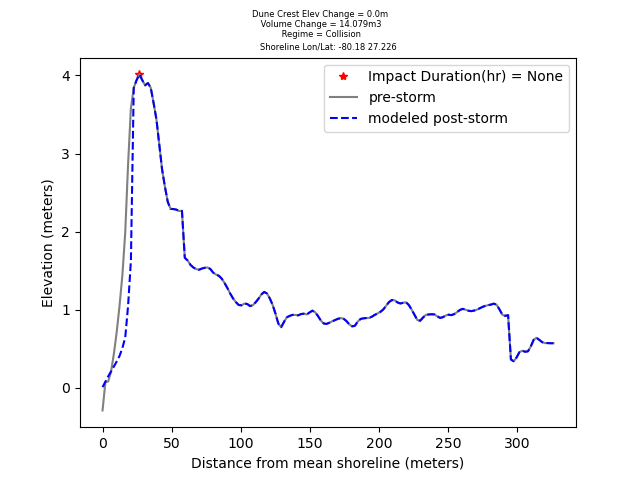 Dune Crest Elev Change = 0.0m
Volume Change = 14.079m3
Regime = Collision
Shoreline Lon/Lat: -80.18 27.226
Impact Duration(hr) = None
pre-storm
modeled post-storm
Elevation (meters)
4
3
2
1
0
0 50 100 150 200 250 300
Distance from mean shoreline (meters)